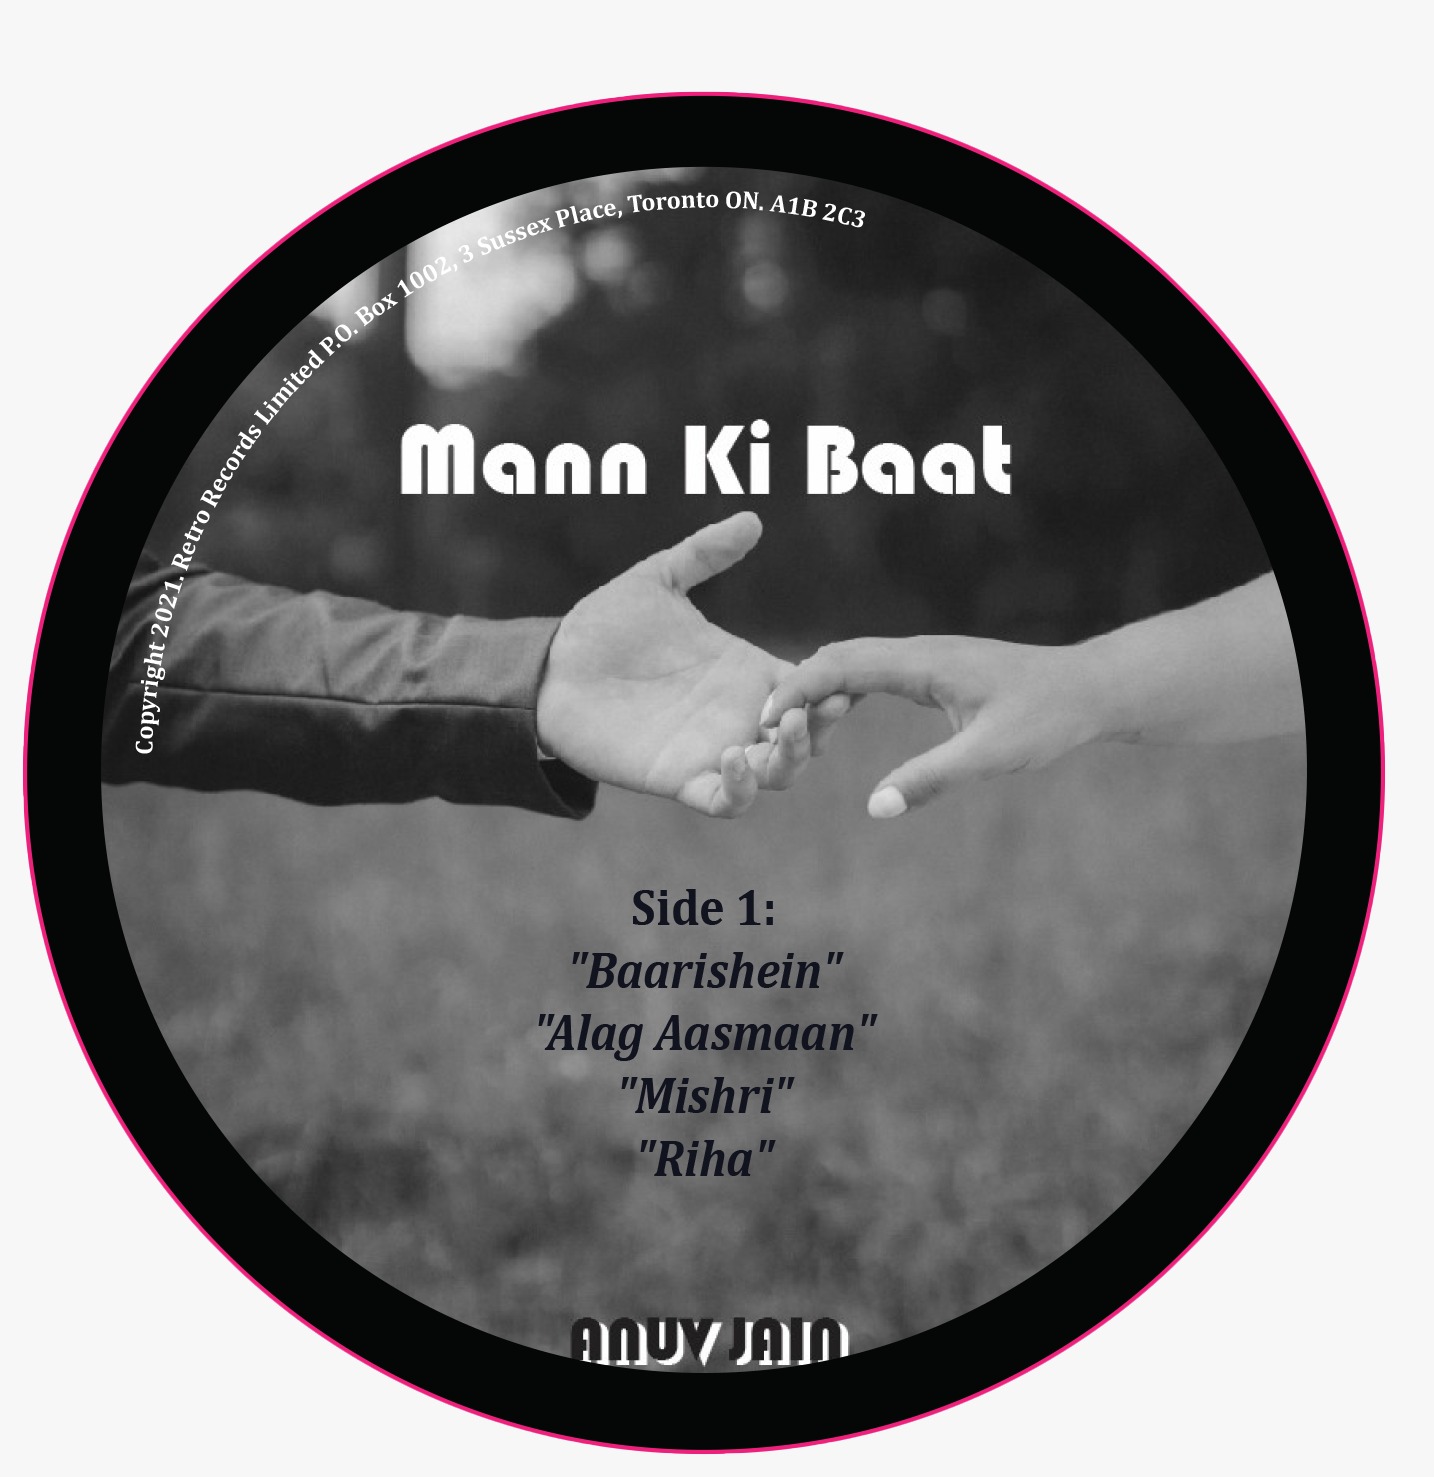 Copyright 2021. Retro Records Limited P.O. Box 1002, 3 Sussex Place, Toronto ON. A1B 2C3
Mann Ki Baat
Side 1:
"Baarishein"
"Alag Aasmaan"
"Mishri"
"Riha"
ANUV JAIN